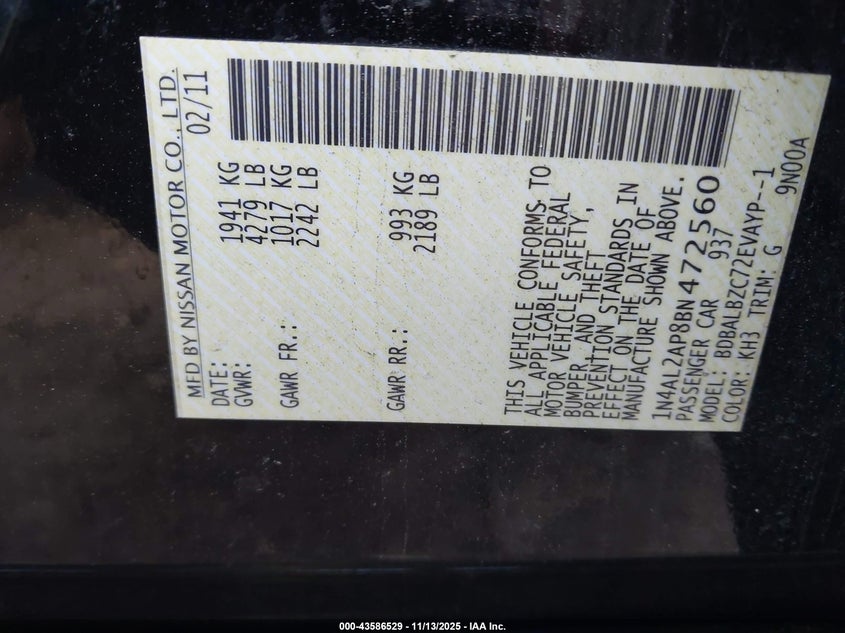 MFD BY NISSAN MOTOR CO., LTD.
DATE: 02/11
GVWR: 1941 KG
4279 LB
GAWR FR.: 1017 KG
2242 LB
GAWR RR.: 993 KG
2189 LB
THIS VEHICLE CONFORMS TO
ALL APPLICABLE FEDERAL
MOTOR VEHICLE SAFETY,
BUMPER, AND THEFT
PREVENTION STANDARDS IN
EFFECT ON THE DATE OF
MANUFACTURE SHOWN ABOVE.
1N4AL2AP8BN472560
PASSENGER CAR 937
MODEL: BDBALBZC72EVAYP--1
COLOR: KH3 TRIM: G 9N00A
000-43586529 - 11/13/2025 - IAA Inc.